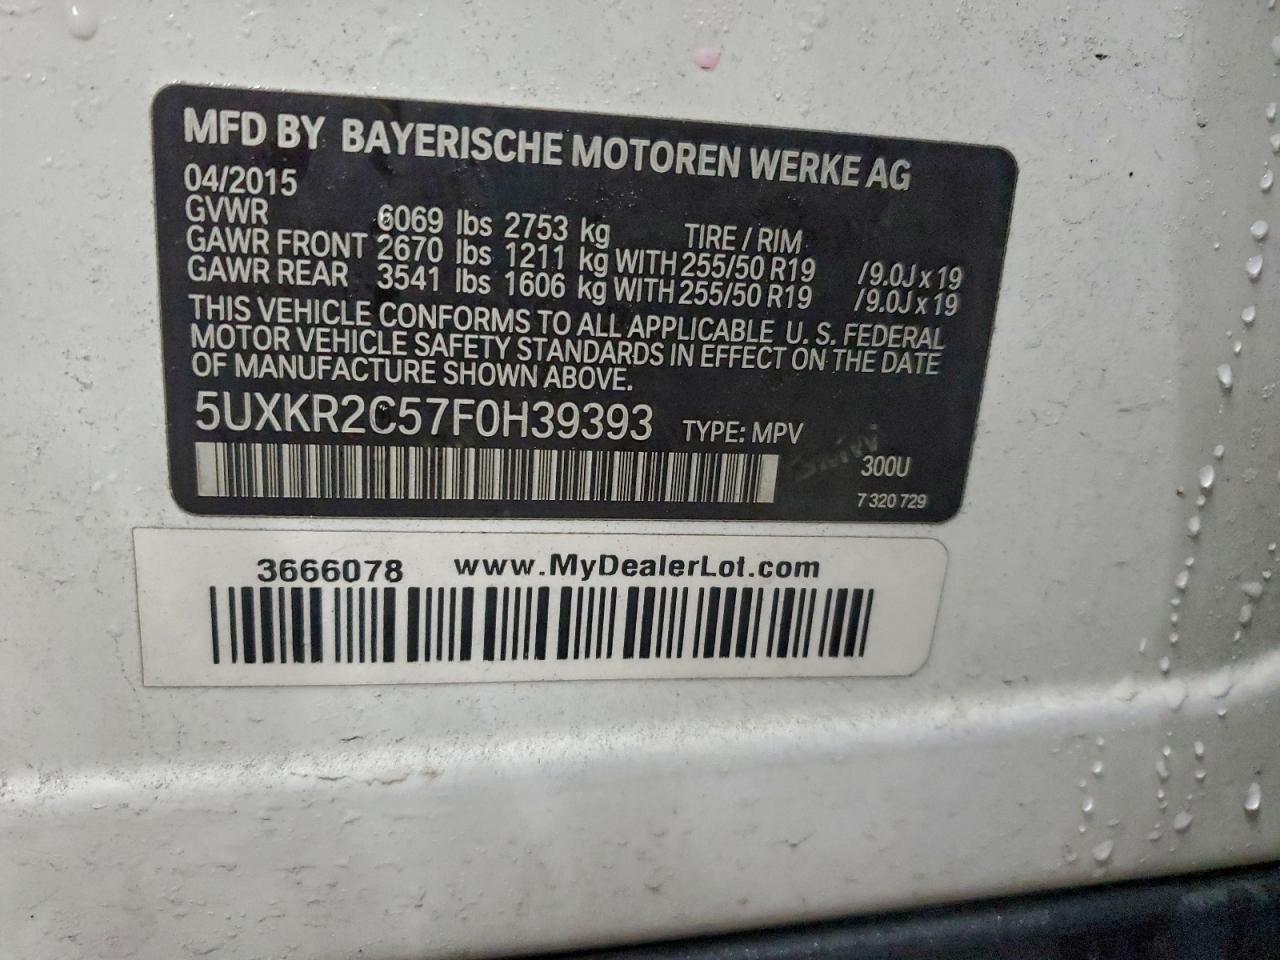 MFD BY BAYERISCHE MOTOREN WERKE AG
04/2015
GVWR 6069 lbs 2753 kg TIRE / RIM
GAWR FRONT 2670 lbs 1211 kg WITH 255/50 R19 /9.0J x 19
GAWR REAR 3541 lbs 1606 kg WITH 255/50 R19 /9.0J x 19
THIS VEHICLE CONFORMS TO ALL APPLICABLE U. S. FEDERAL
MOTOR VEHICLE SAFETY STANDARDS IN EFFECT ON THE DATE
OF MANUFACTURE SHOWN ABOVE.
5UXKR2C57F0H39393 TYPE: MPV
300U
7 320 729
3666078 www.MyDealerLot.com